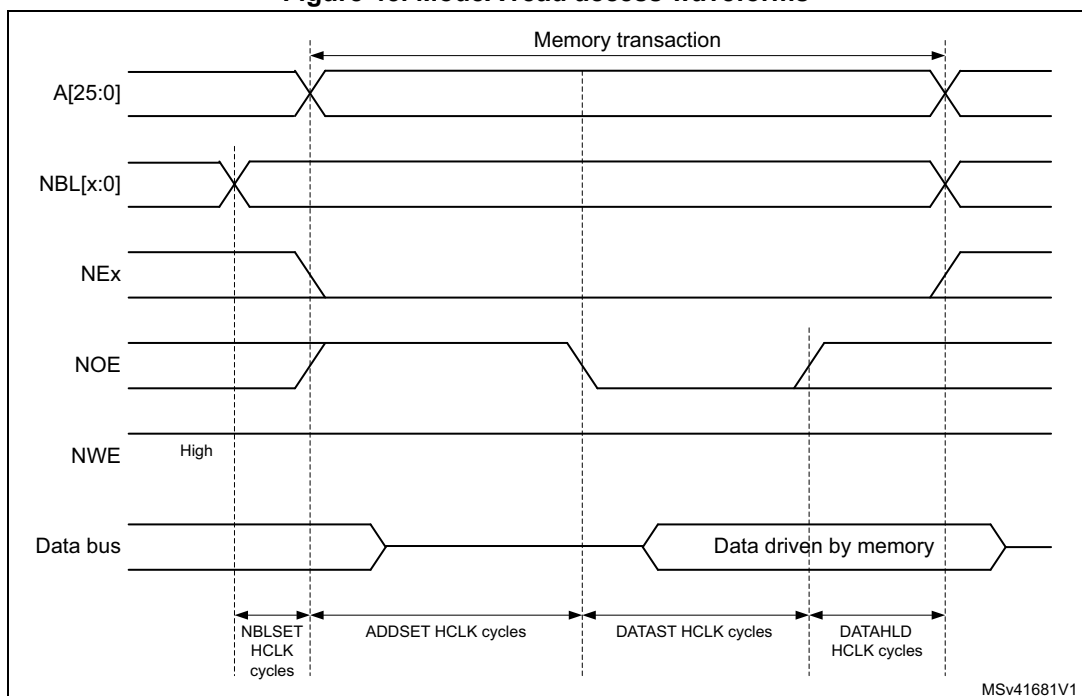 Memory transaction
A[25:0]
NBL[x:0]
NEx
NOE
NWE
High
Data bus
Data driven by memory
NBLSET
HCLK
cycles
ADDSET HCLK cycles
DATAST HCLK cycles
DATAHLD
HCLK cycles
MSv41681V1